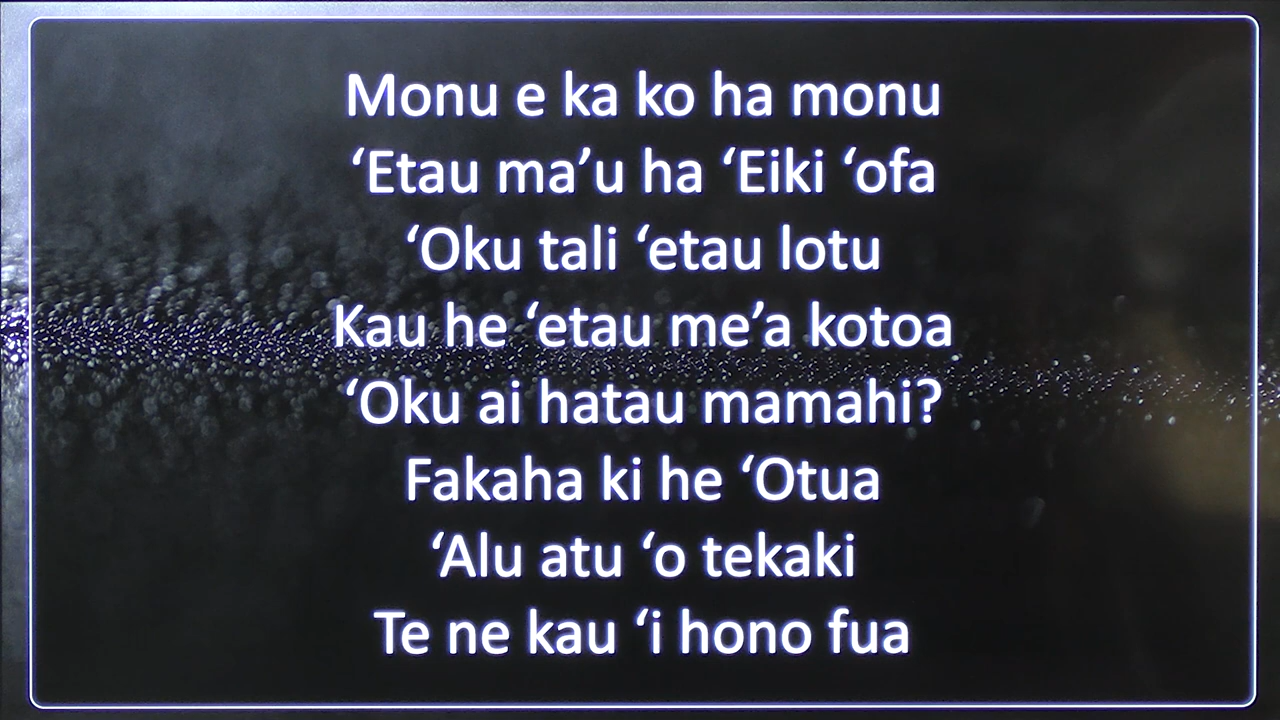 Monu e ka ko ha monu
‘Etau ma’u ha ‘Eiki ‘ofa
‘Oku tali ‘etau lotu
Kau he ‘etau me’a kotoa
‘Oku ai hatau mamahi?
Fakaha ki he ‘Otua
‘Alu atu ‘o tekaki
Te ne kau ‘i hono fua